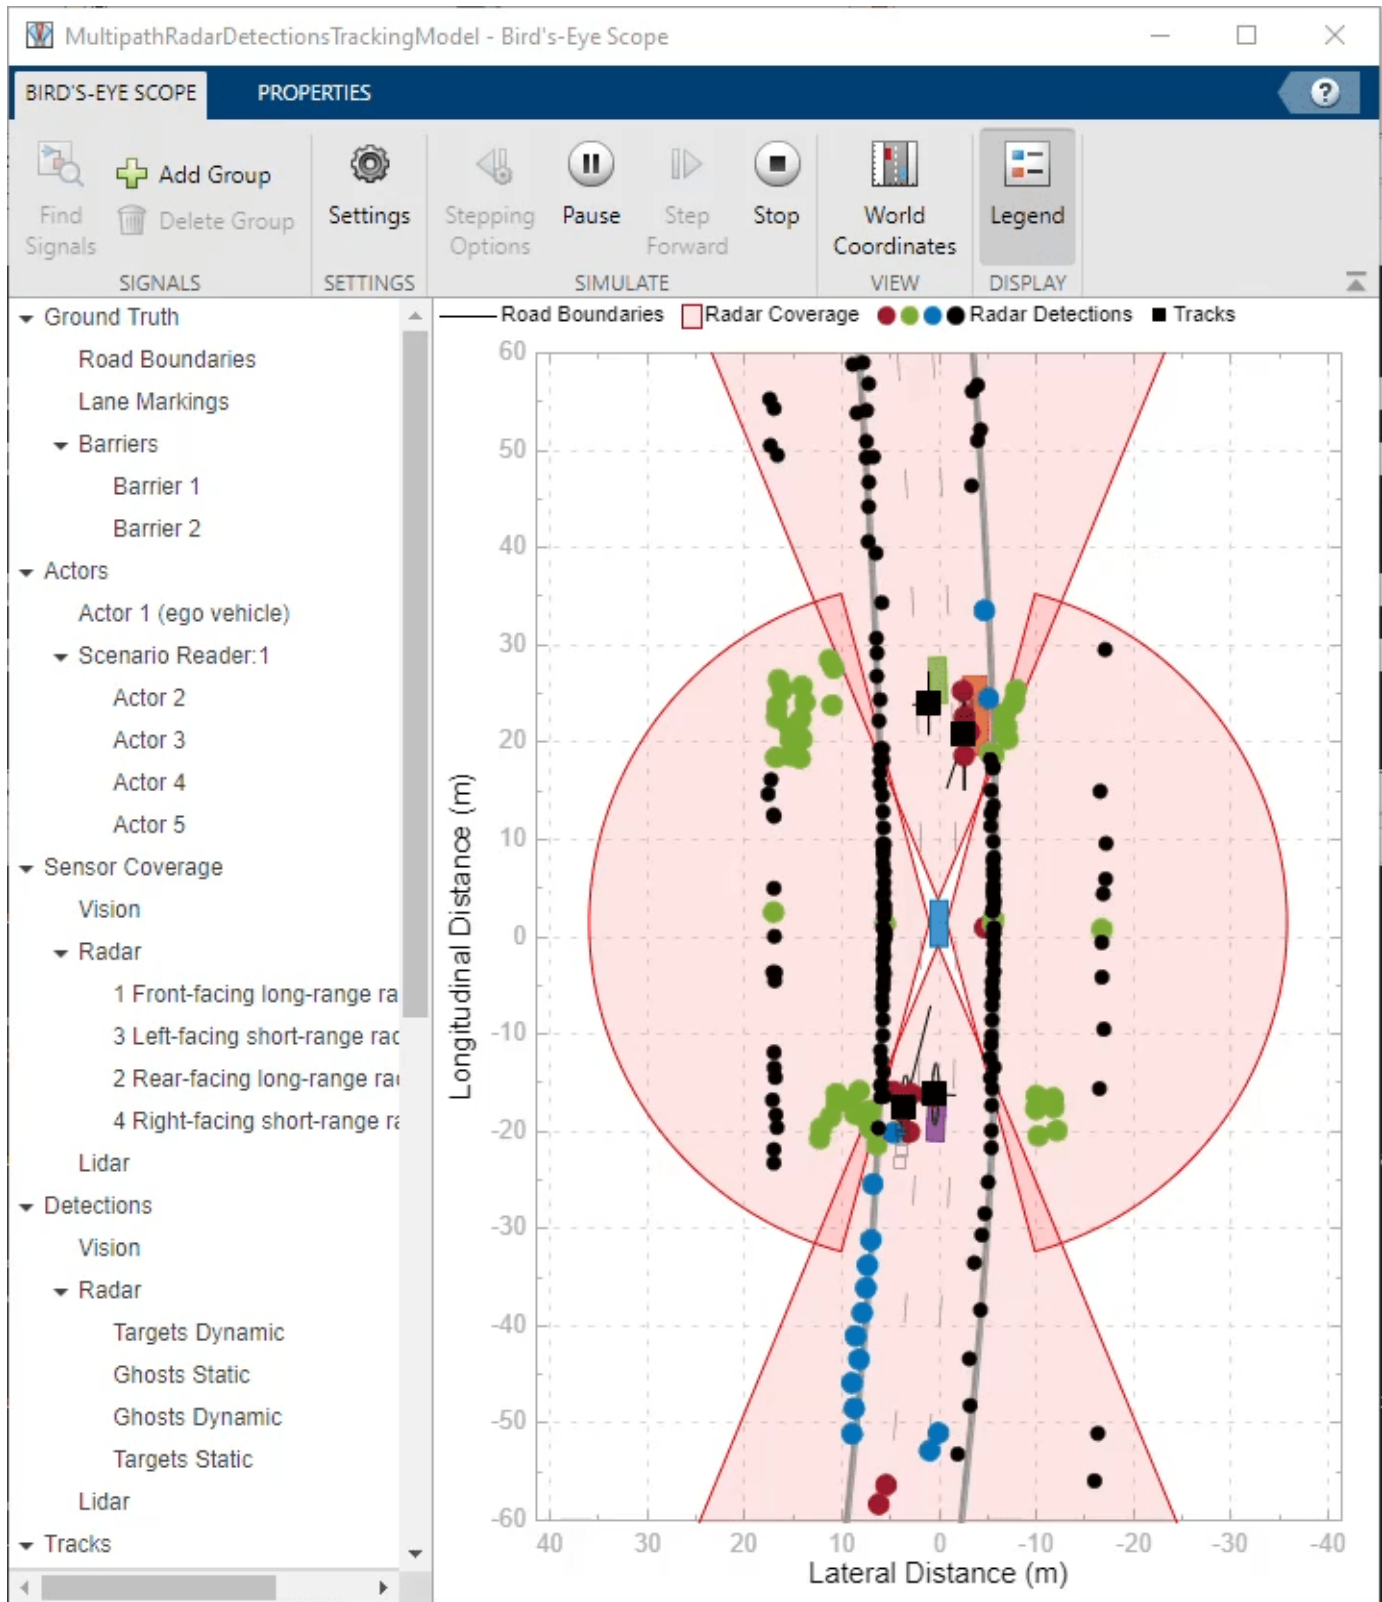 MultipathRadarDetectionsTrackingModel - Bird's-Eye Scope
BIRD'S-EYE SCOPE PROPERTIES
?
Find Signals
Add Group
Delete Group
Settings
Stepping Options
Pause
Step Forward
Stop
World Coordinates
Legend
SIGNALS SETTINGS SIMULATE VIEW DISPLAY
Ground Truth
Road Boundaries
Lane Markings
Barriers
Barrier 1
Barrier 2
Actors
Actor 1 (ego vehicle)
Scenario Reader:1
Actor 2
Actor 3
Actor 4
Actor 5
Sensor Coverage
Vision
Radar
1 Front-facing long-range ra
3 Left-facing short-range rad
2 Rear-facing long-range ra
4 Right-facing short-range ra
Lidar
Detections
Vision
Radar
Targets Dynamic
Ghosts Static
Ghosts Dynamic
Targets Static
Lidar
Tracks
Road Boundaries Radar Coverage Radar Detections Tracks
60
50
40
30
20
10
0
-10
-20
-30
-40
-50
-60
Longitudinal Distance (m)
40 30 20 10 0 -10 -20 -30 -40
Lateral Distance (m)